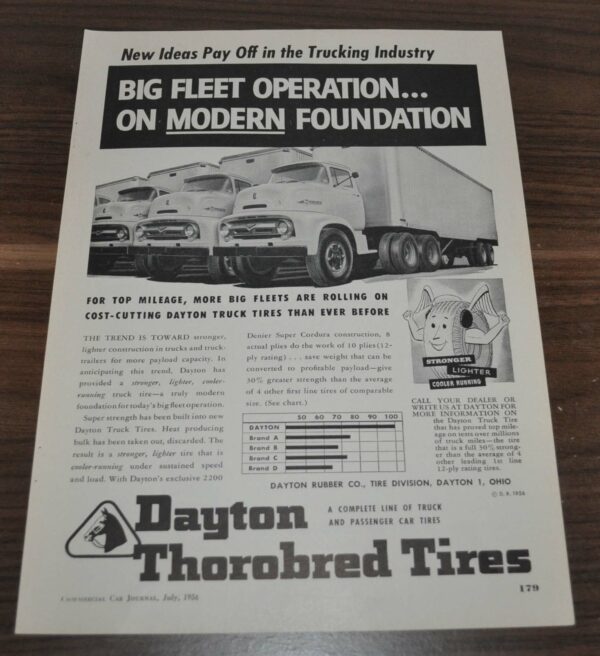 New Ideas Pay Off in the Trucking Industry
BIG FLEET OPERATION...
ON MODERN FOUNDATION
FOR TOP MILEAGE, MORE BIG FLEETS ARE ROLLING ON
COST-CUTTING DAYTON TRUCK TIRES THAN EVER BEFORE
THE TREND IS TOWARD stronger,
lighter construction in trucks and truck-
trailers for more payload capacity. In
anticipating this trend, Dayton has
provided a stronger, lighter, cooler-
running truck tire—a truly modern
foundation for today's big fleet operation.
Super strength has been built into new
Dayton Truck Tires. Heat producing
bulk has been taken out, discarded. The
result is a stronger, lighter tire that is
cooler-running under sustained speed
and load. With Dayton's exclusive 2200
Denier Super Cordura construction, 8
actual plies do the work of 10 plies (12-
ply rating) . . . save weight that can be
converted to profitable payload—give
30% greater strength than the average
of 4 other first line tires of comparable
size. (See chart.)
50 60 70 80 90 100
DAYTON
Brand A
Brand B
Brand C
Brand D
STRONGER
LIGHTER
COOLER RUNNING
CALL YOUR DEALER OR
WRITE US AT DAYTON FOR
MORE INFORMATION ON
the Dayton Truck Tire
that has proved top mile-
age on tests over millions
of truck miles—the tire
that is a full 30% strong-
er than the average of 4
other leading 1st line
12-ply rating tires.
DAYTON RUBBER CO., TIRE DIVISION, DAYTON 1, OHIO
© D. R. 1956
Dayton
Thorobred Tires
A COMPLETE LINE OF TRUCK
AND PASSENGER CAR TIRES
COMMERCIAL CAR JOURNAL, July, 1956
179